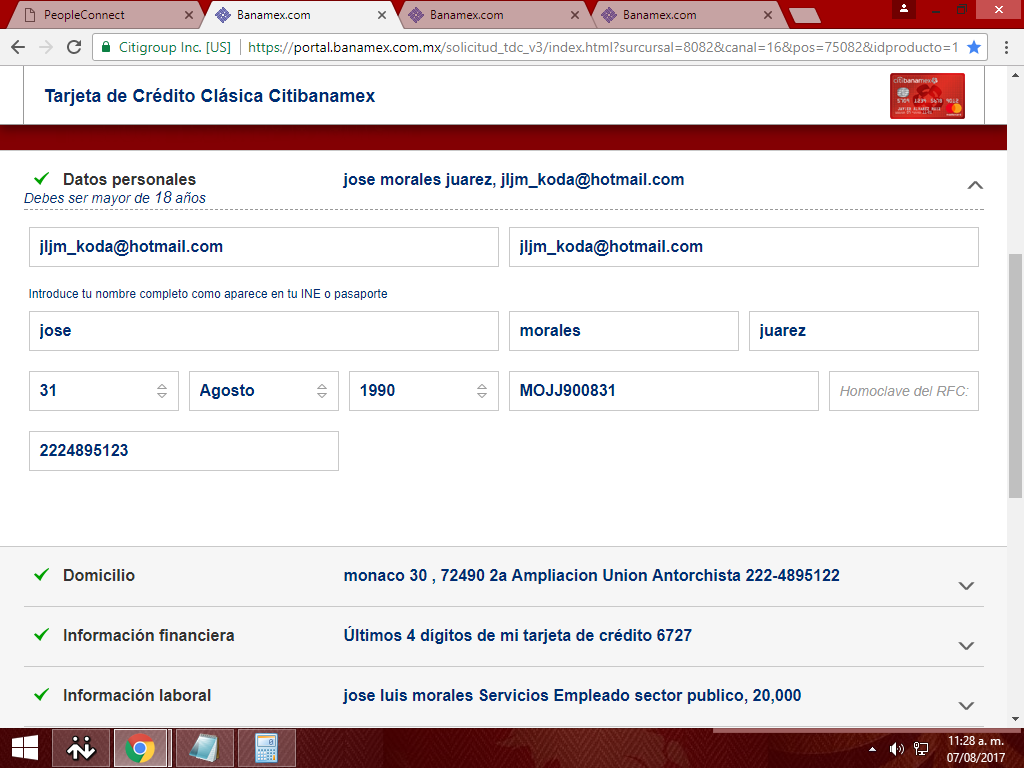 PeopleConnect
Banamex.com
Banamex.com
Banamex.com
Citigroup Inc. [US]
https://portal.banamex.com.mx/solicitud_tdc_v3/index.html?sursursal=8082&canal=16&pos=75082&idproducto=1
Tarjeta de Crédito Clásica Citibanamex
citibanamex
Datos personales
jose morales juarez, jljm_koda@hotmail.com
Debes ser mayor de 18 años
jljm_koda@hotmail.com
jljm_koda@hotmail.com
Introduce tu nombre completo como aparece en tu INE o pasaporte
jose
morales
juarez
31
Agosto
1990
MOJJ900831
Homoclave del RFC:
2224895123
Domicilio
monaco 30 , 72490 2a Ampliacion Union Antorchista 222-4895122
Información financiera
Últimos 4 dígitos de mi tarjeta de crédito 6727
Información laboral
jose luis morales Servicios Empleado sector publico, 20,000
11:28 a. m.
07/08/2017